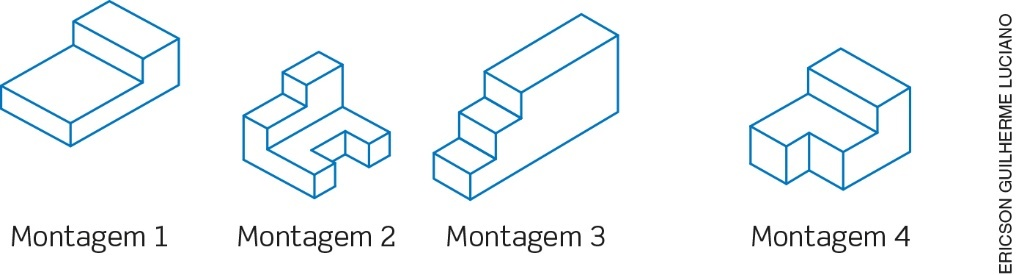 Montagem 1
Montagem 2
Montagem 3
Montagem 4
ERICSON GUILHERME LUCIANO